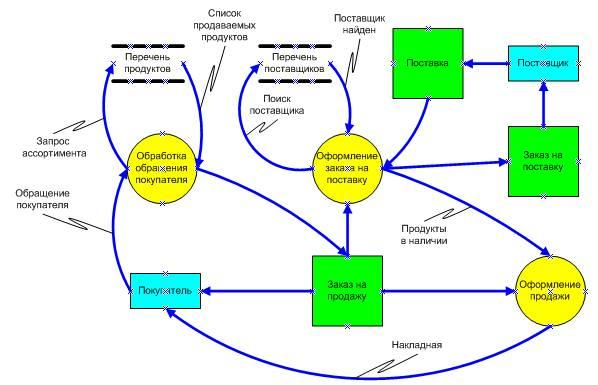 Список
продаваемых
продуктов
Поставщик
найден
Перечень
продуктов
Перечень
поставщиков
Поставка
Поставщик
Поиск
поставщика
Запрос
ассортимента
Обработка
обращения
покупателя
Оформление
заказа на
поставку
Заказ на
поставку
Обращение
покупателя
Продукты
в наличии
Покупатель
Заказ на
продажу
Оформление
продажи
Накладная